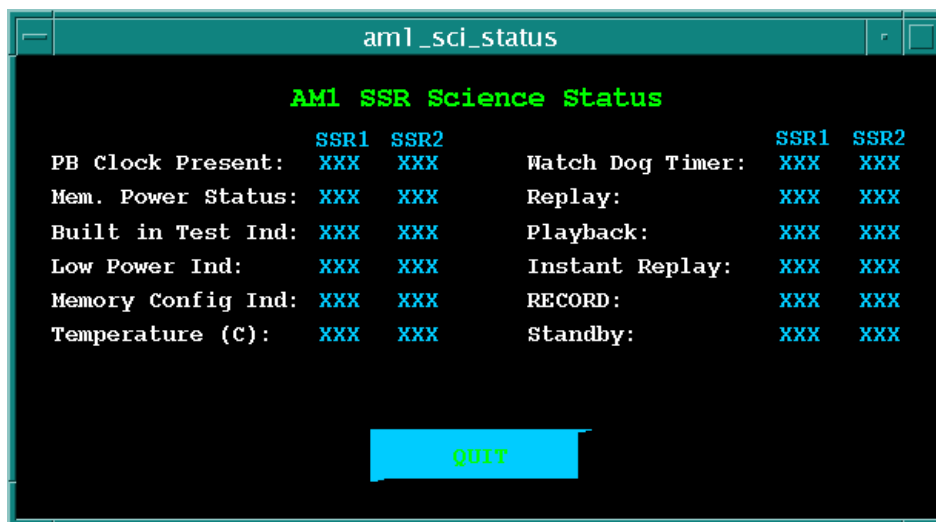 am1_sci_status
AM1 SSR Science Status
SSR1 SSR2 SSR1 SSR2
PB Clock Present: XXX XXX Watch Dog Timer: XXX XXX
Mem. Power Status: XXX XXX Replay: XXX XXX
Built in Test Ind: XXX XXX Playback: XXX XXX
Low Power Ind: XXX XXX Instant Replay: XXX XXX
Memory Config Ind: XXX XXX RECORD: XXX XXX
Temperature (C): XXX XXX Standby: XXX XXX
QUIT